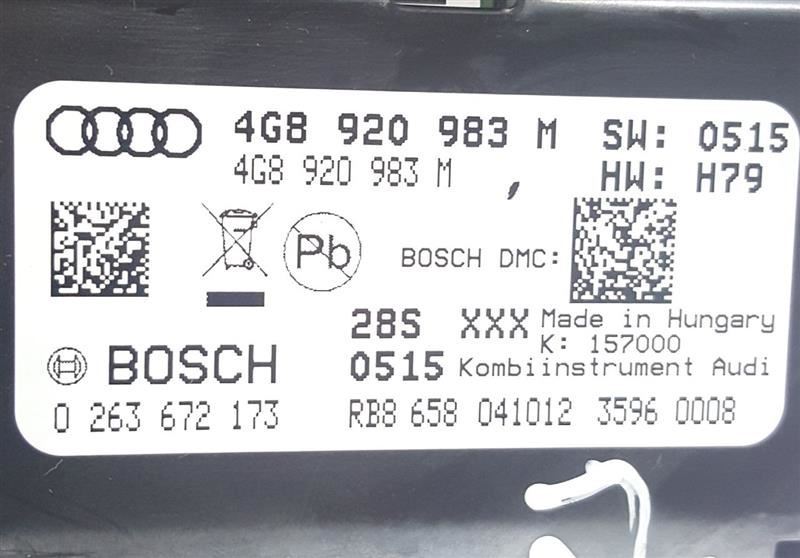 4G8 920 983 M SW: 0515
4G8 920 983 M , HW: H79
Pb
BOSCH DMC:
28S XXX Made in Hungary
K: 157000
BOSCH 0515 Kombiinstrument Audi
0 263 672 173 RB8 658 041012 3596 0008